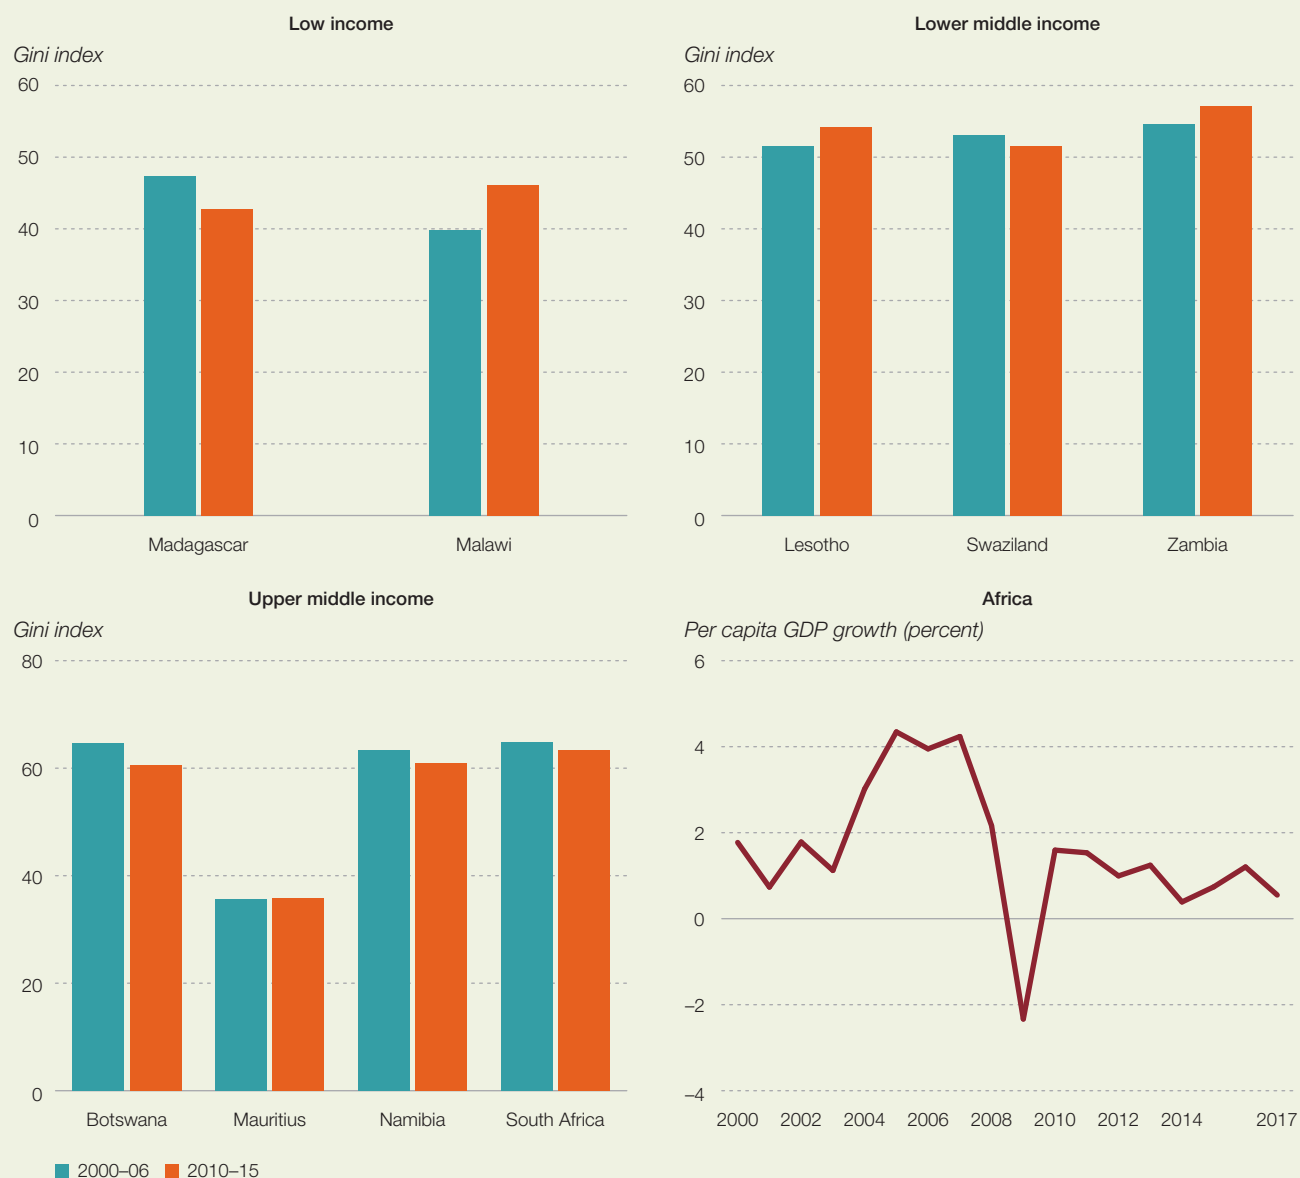 Low income
Gini index
60
50
40
30
20
10
0
Madagascar Malawi
Lower middle income
Gini index
60
50
40
30
20
10
0
Lesotho Swaziland Zambia
Upper middle income
Gini index
80
60
40
20
0
Botswana Mauritius Namibia South Africa
Africa
Per capita GDP growth (percent)
6
4
2
0
–2
–4
2000 2002 2004 2006 2008 2010 2012 2014 2017
2000–06 2010–15